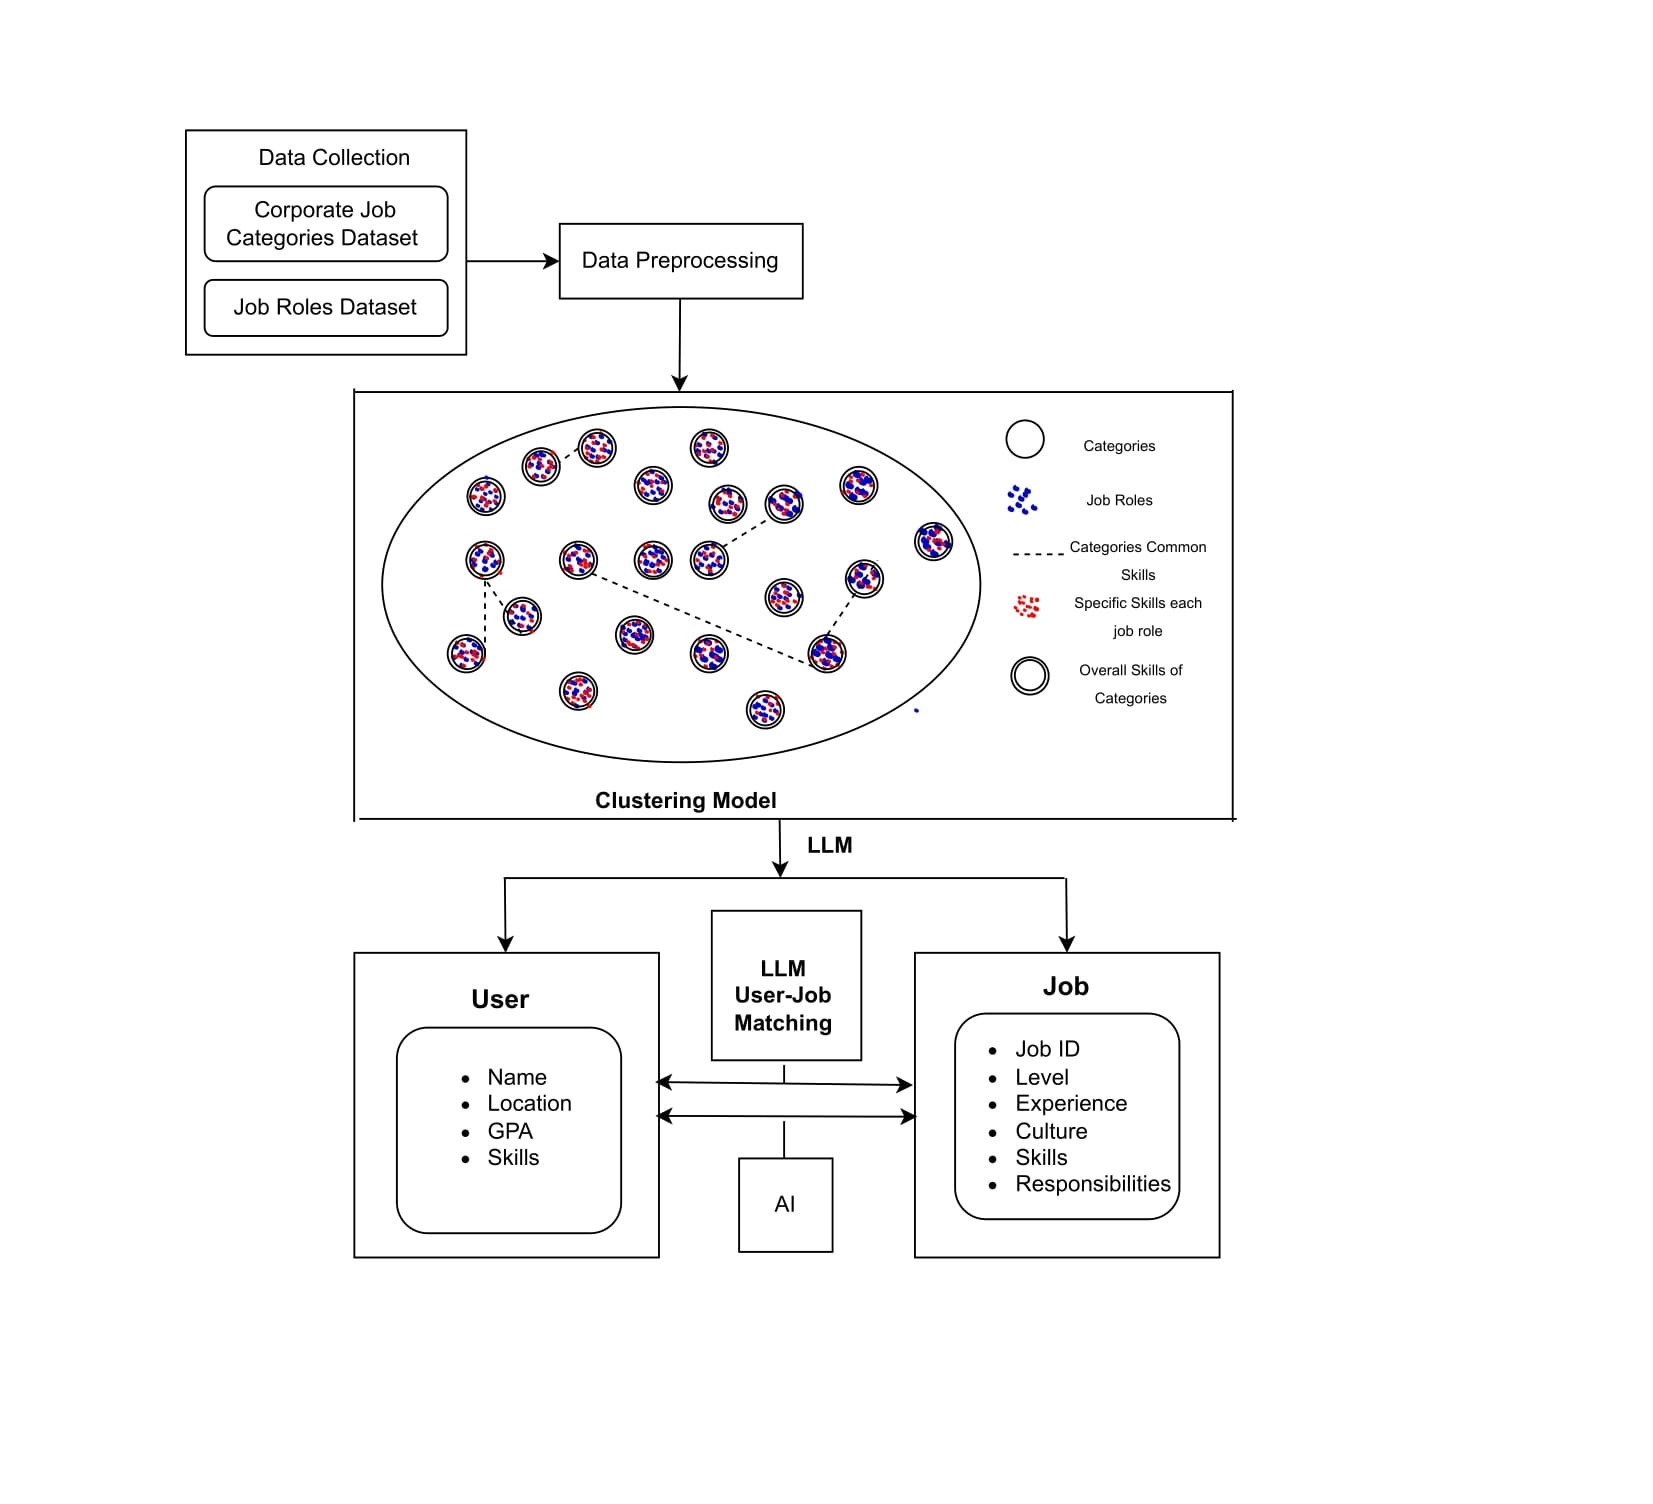 Data Collection
Corporate Job
Categories Dataset
Job Roles Dataset
Data Preprocessing
Categories
Job Roles
Categories Common
Skills
Specific Skills each
job role
Overall Skills of
Categories
Clustering Model
LLM
LLM
User-Job
Matching
User
• Name
• Location
• GPA
• Skills
Job
• Job ID
• Level
• Experience
• Culture
• Skills
• Responsibilities
AI